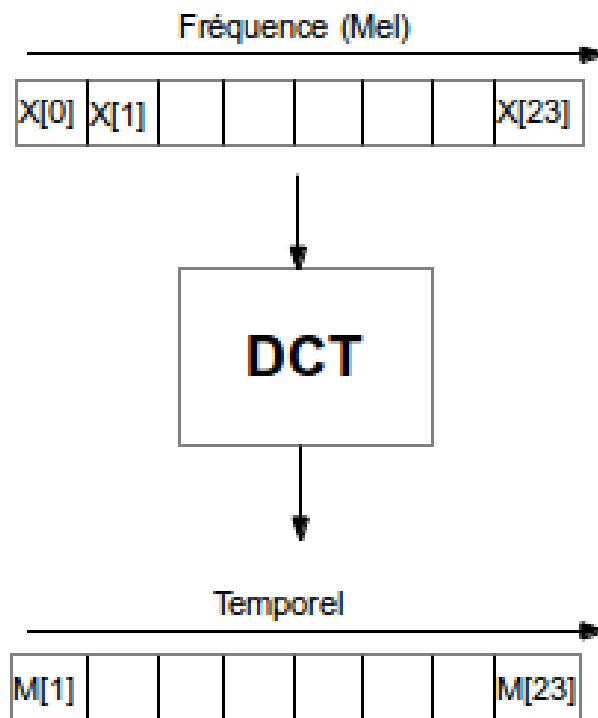 Fréquence (Mel)
X[0] X[1] X[23]
DCT
Temporel
M[1] M[23]